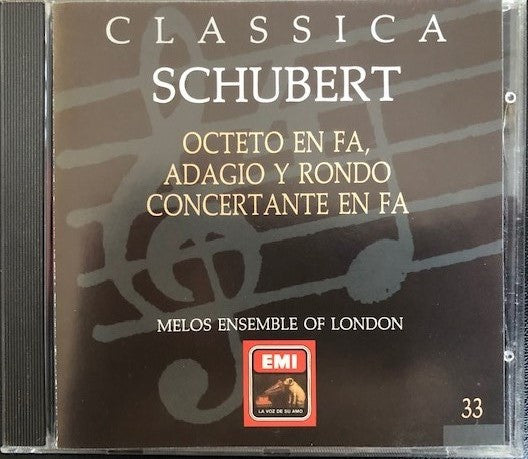 CLASSICA
SCHUBERT
OCTETO EN FA,
ADAGIO Y RONDO
CONCERTANTE EN FA
MELOS ENSEMBLE OF LONDON
EMI
LA VOZ DE SU AMO
33